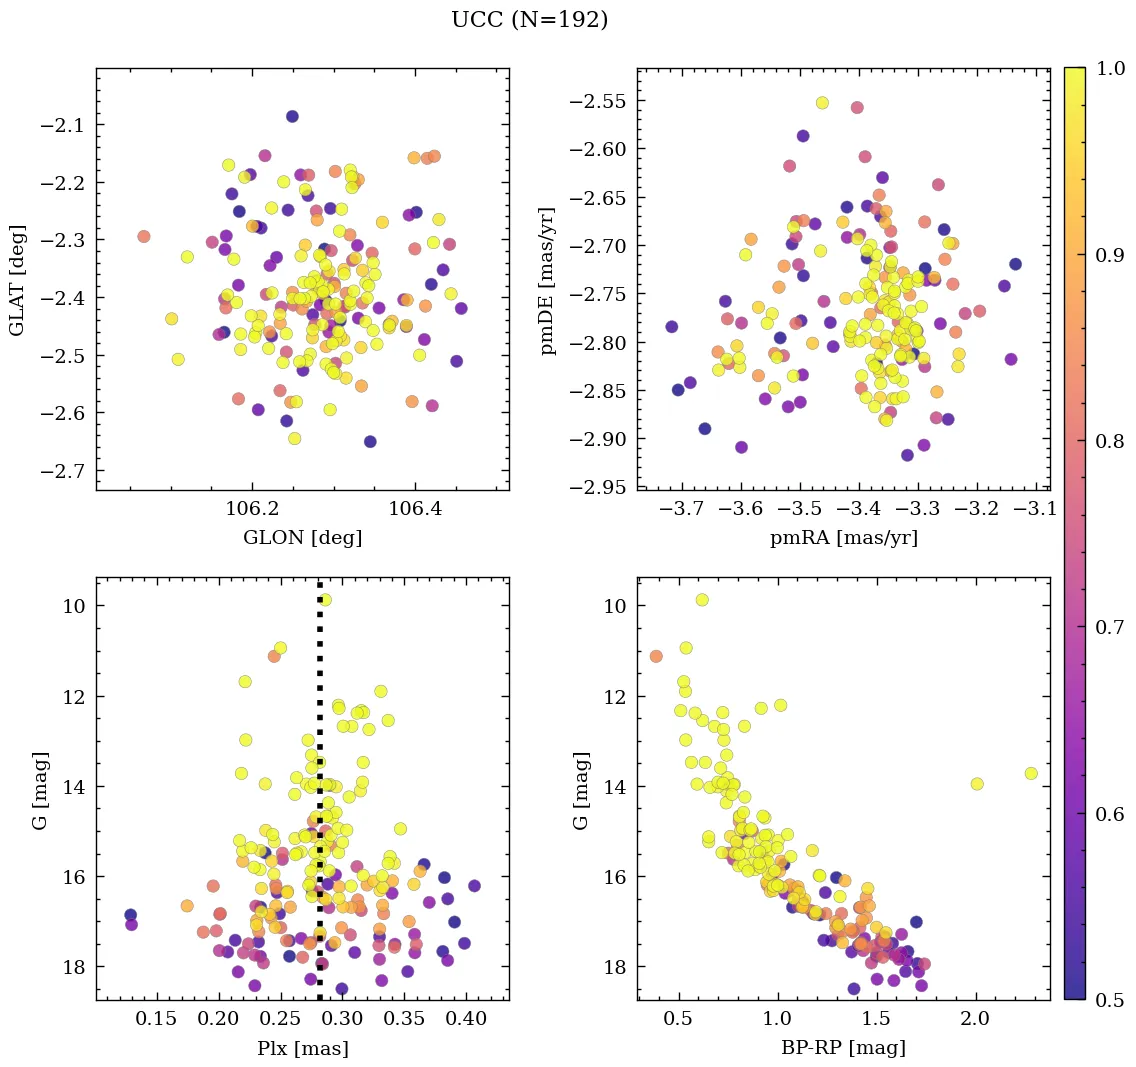 UCC (N=192)
GLAT [deg]
−2.1
−2.2
−2.3
−2.4
−2.5
−2.6
−2.7
106.2 106.4
GLON [deg]
pmDE [mas/yr]
−2.55
−2.60
−2.65
−2.70
−2.75
−2.80
−2.85
−2.90
−2.95
−3.7 −3.6 −3.5 −3.4 −3.3 −3.2 −3.1
pmRA [mas/yr]
G [mag]
10
12
14
16
18
0.15 0.20 0.25 0.30 0.35 0.40
Plx [mas]
G [mag]
10
12
14
16
18
0.5 1.0 1.5 2.0
BP-RP [mag]
1.0
0.9
0.8
0.7
0.6
0.5